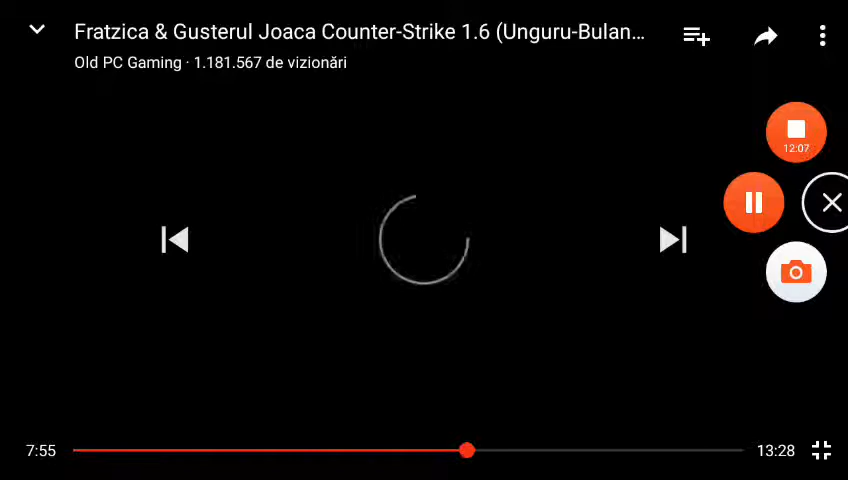 Fratzica & Gusterul Joaca Counter-Strike 1.6 (Unguru-Bulan...
Old PC Gaming · 1.181.567 de vizionări
12:07
7:55
13:28